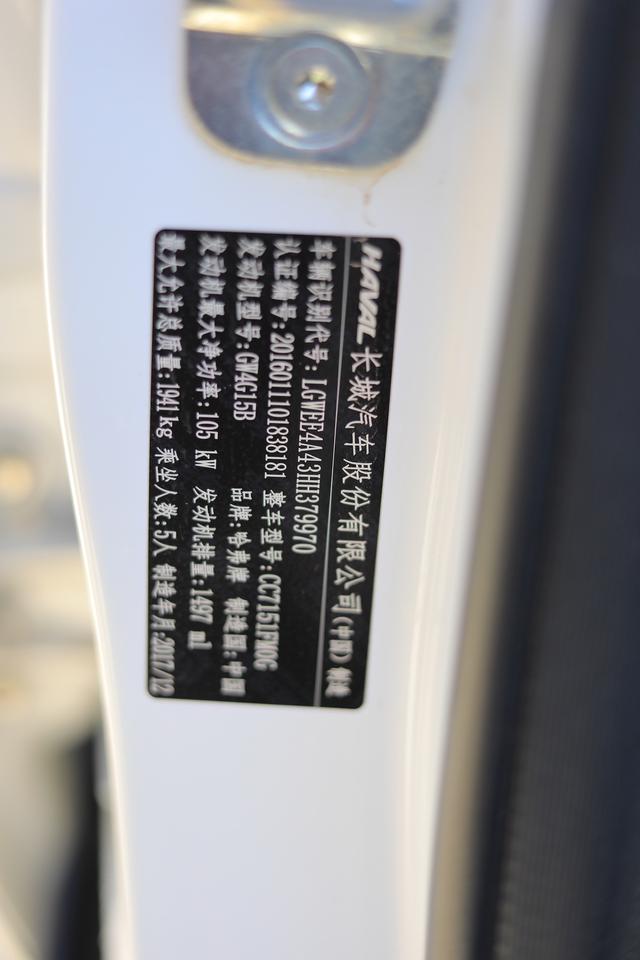 HAVAL 长城汽车股份有限公司(中国) 制造
车辆识别代号:LGWEE4A43HH379970
认证编号:2016011101838181 整车型号:CC7151FM0G
发动机型号:GW4G15B 品牌:哈弗牌 制造国:中国
发动机最大净功率:105 kW 发动机排量:1497 ml
最大允许总质量:1941kg 乘坐人数:5人 制造年月:2017/12